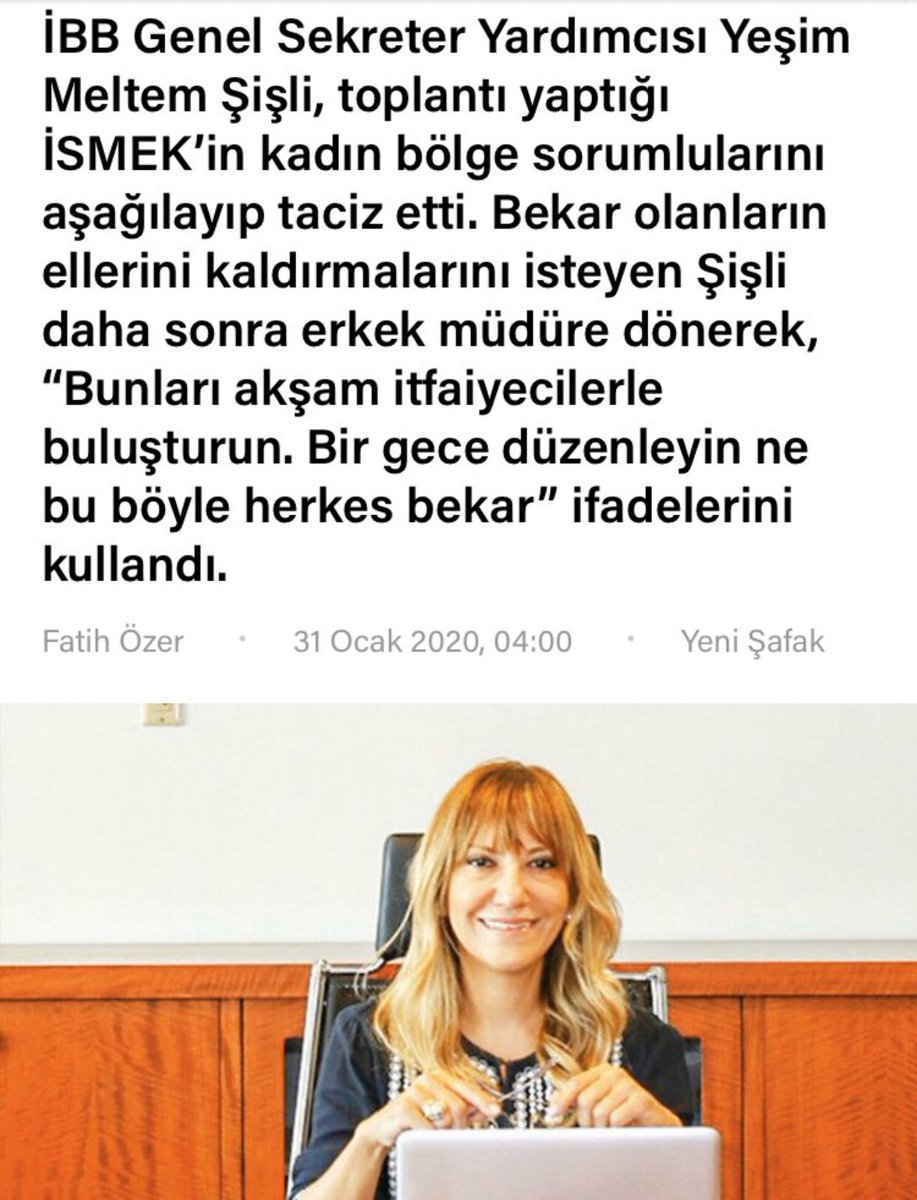 İBB Genel Sekreter Yardımcısı Yeşim
Meltem Şişli, toplantı yaptığı
İSMEK’in kadın bölge sorumlularını
aşağılayıp taciz etti. Bekar olanların
ellerini kaldırmalarını isteyen Şişli
daha sonra erkek müdüre dönerek,
“Bunları akşam itfaiyecilerle
buluşturun. Bir gece düzenleyin ne
bu böyle herkes bekar” ifadelerini
kullandı.
Fatih Özer • 31 Ocak 2020, 04:00 • Yeni Şafak